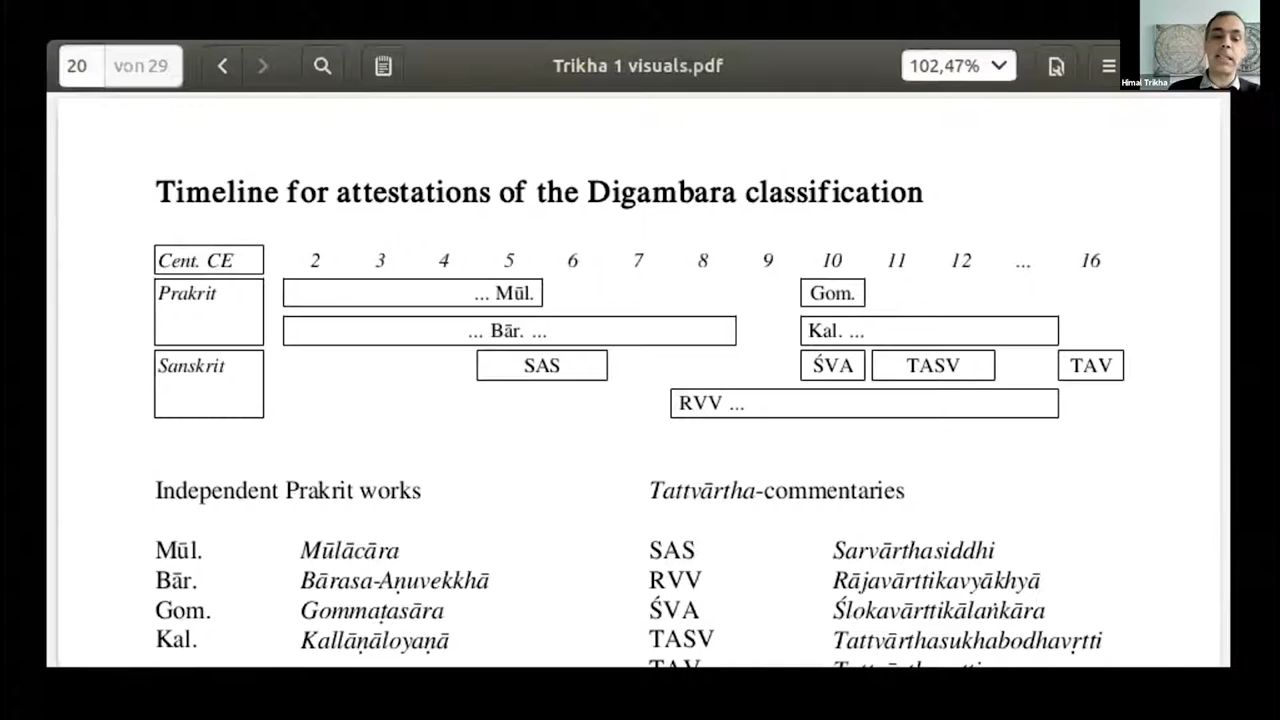 20 von 29 Trikha 1 visuals.pdf 102,47%
Himal Trikha
Timeline for attestations of the Digambara classification
Cent. CE 2 3 4 5 6 7 8 9 10 11 12 ... 16
Prakrit ... Mūl. Gom.
... Bār. ... Kal. ...
Sanskrit SAS ŚVA TASV TAV
RVV ...
Independent Prakrit works Tattvārtha-commentaries
Mūl. Mūlācāra SAS Sarvārthasiddhi
Bār. Bārasa-Aṇuvekkhā RVV Rājavārttikavyākhyā
Gom. Gommaṭasāra ŚVA Ślokavārttikālaṅkāra
Kal. Kallāṇāloyaṇā TASV Tattvārthasukhabodhavṛtti
TAV